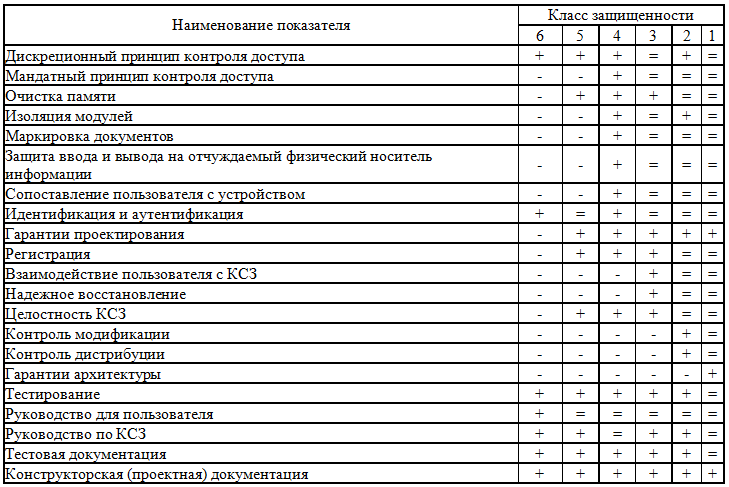 Наименование показателя
Класс защищенности
6 5 4 3 2 1
Дискреционный принцип контроля доступа + + + = + =
Мандатный принцип контроля доступа - - + = = =
Очистка памяти - + + + = =
Изоляция модулей - - + = + =
Маркировка документов - - + = = =
Защита ввода и вывода на отчуждаемый физический носитель
информации - - + = = =
Сопоставление пользователя с устройством - - + = = =
Идентификация и аутентификация + = + = = =
Гарантии проектирования - + + + + +
Регистрация - + + + = =
Взаимодействие пользователя с КСЗ - - - + = =
Надежное восстановление - - - + = =
Целостность КСЗ - + + + = =
Контроль модификации - - - - + =
Контроль дистрибуции - - - - + =
Гарантии архитектуры - - - - - +
Тестирование + + + + + =
Руководство для пользователя + = = = = =
Руководство по КСЗ + + = + + =
Тестовая документация + + + + + =
Конструкторская (проектная) документация + + + + + +